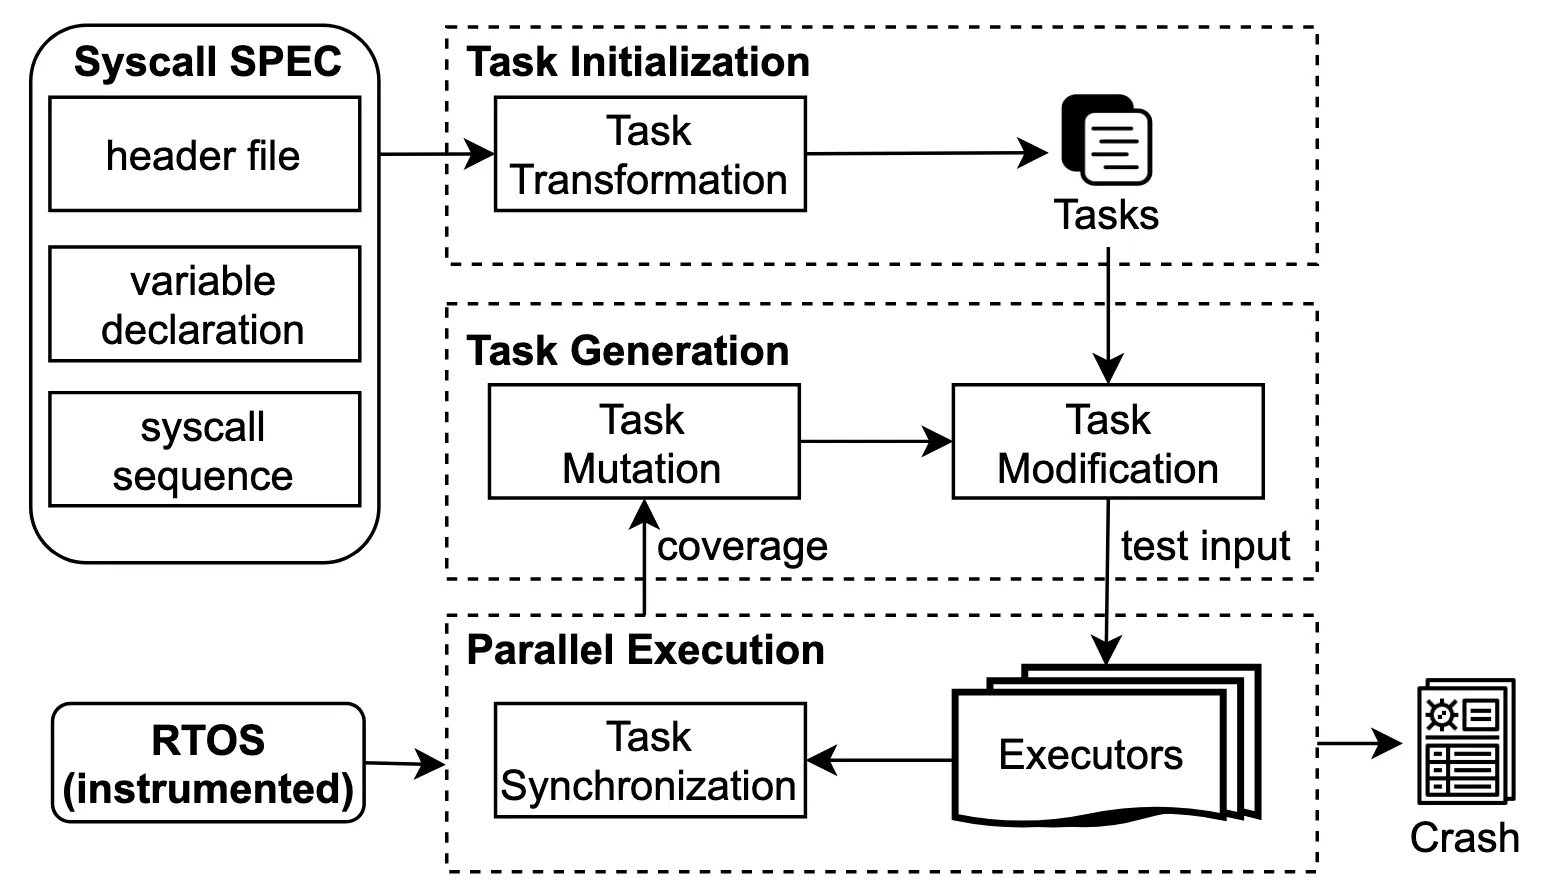 Syscall SPEC
header file
variable
declaration
syscall
sequence
Task Initialization
Task
Transformation
Tasks
Task Generation
Task
Mutation
Task
Modification
coverage
test input
Parallel Execution
RTOS
(instrumented)
Task
Synchronization
Executors
Crash